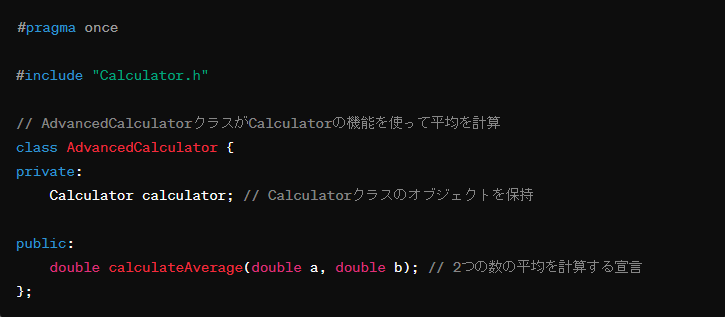 #pragma once
#include "Calculator.h"
// AdvancedCalculatorクラスがCalculatorの機能を使って平均を計算
class AdvancedCalculator {
private:
    Calculator calculator; // Calculatorクラスのオブジェクトを保持
public:
    double calculateAverage(double a, double b); // 2つの数の平均を計算する宣言
};